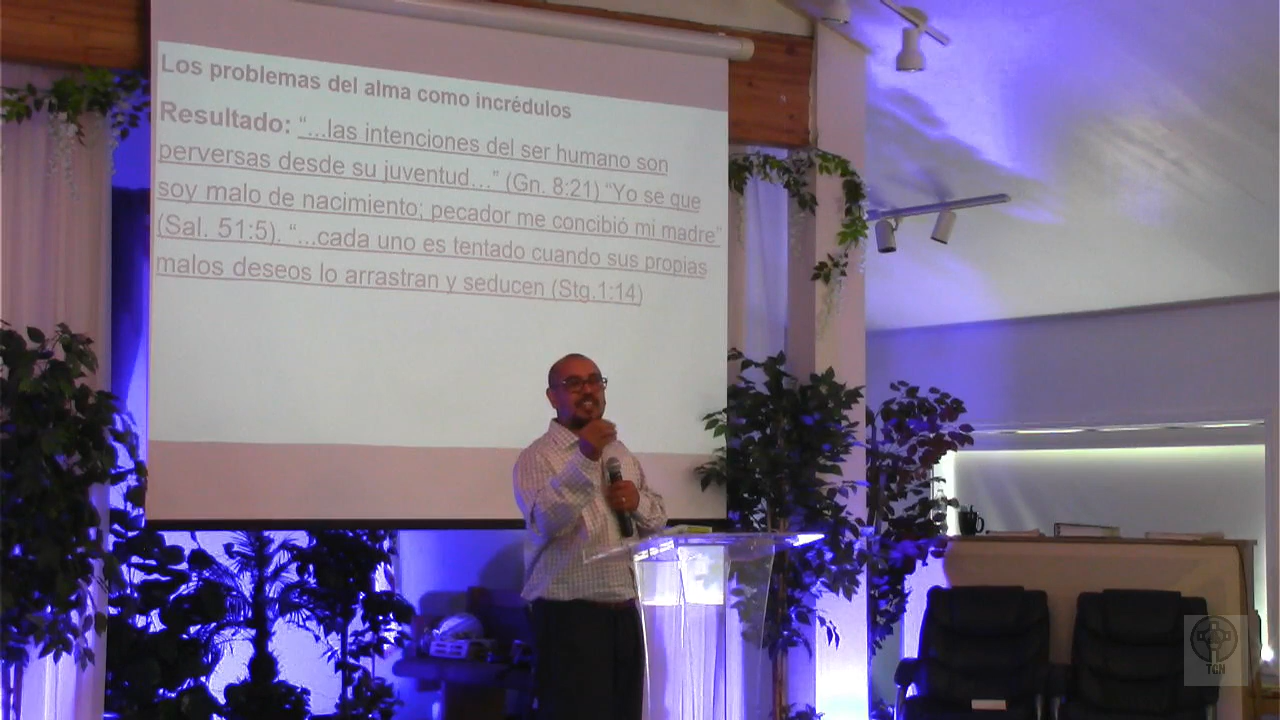 Los problemas del alma como incrédulos
Resultado: “...las intenciones del ser humano son
perversas desde su juventud...” (Gn. 8:21) “Yo se que
soy malo de nacimiento; pecador me concibió mi madre”
(Sal. 51:5). “...cada uno es tentado cuando sus propias
malos deseos lo arrastran y seducen (Stg.1:14)
TCN